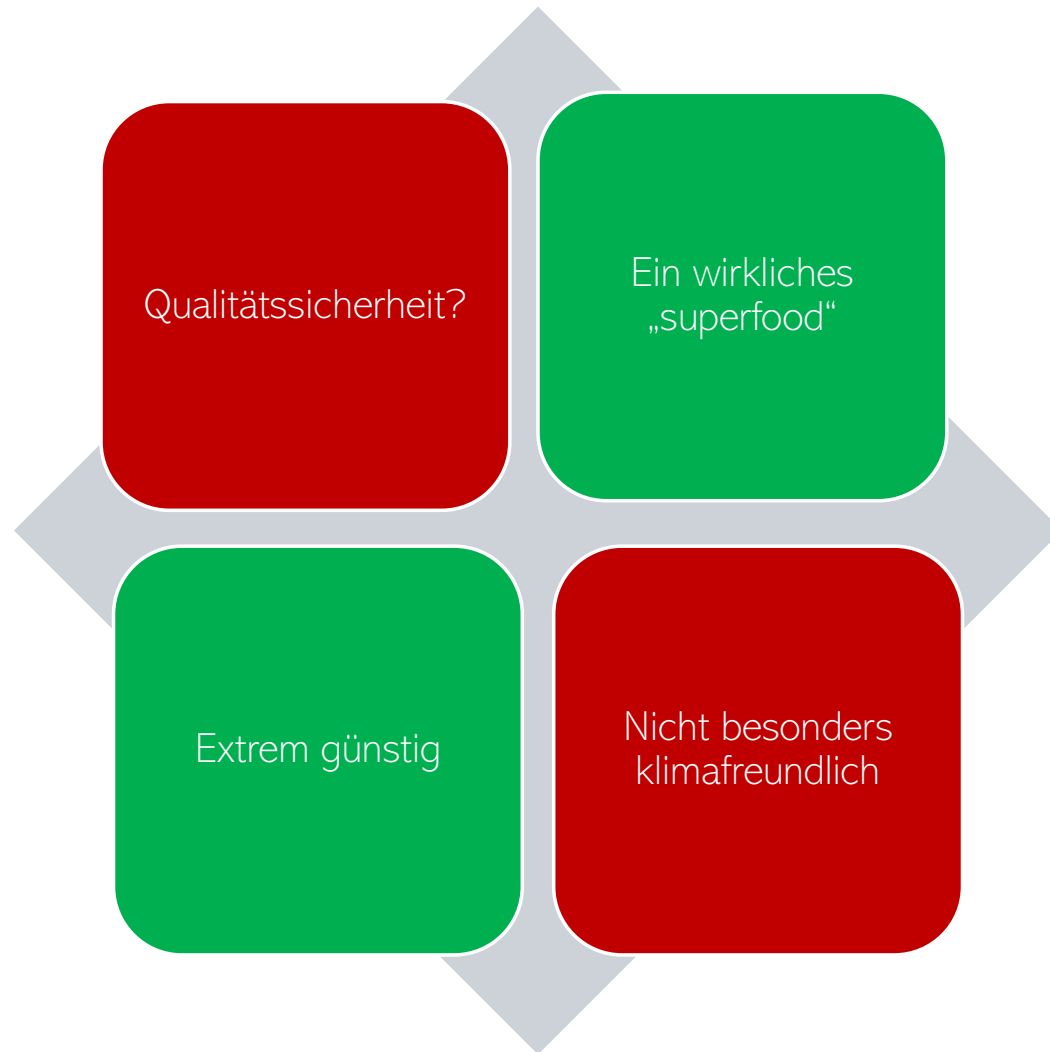 Qualitätssicherheit?
Ein wirkliches
„superfood“
Extrem günstig
Nicht besonders
klimafreundlich